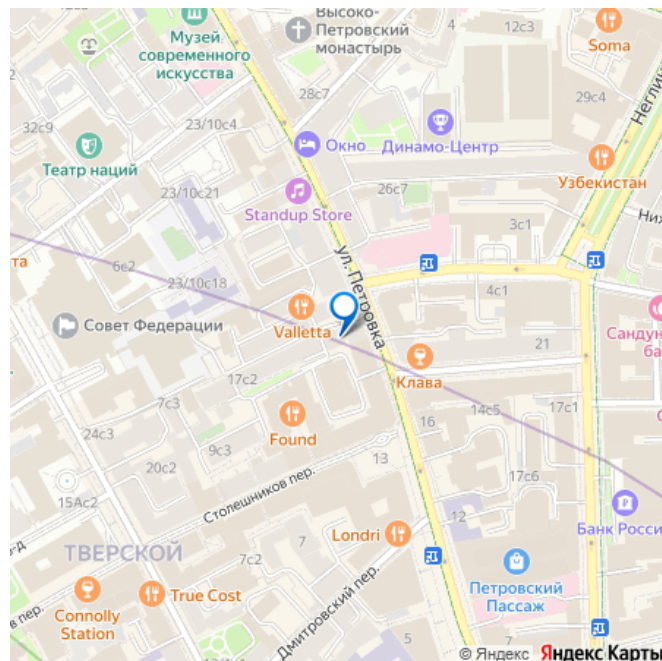 Высоко-
Петровский
монастырь
12с3
Soma
Музей
современного
искусства
28с7
29с4
32с9
23/10с4
Окно
Динамо-Центр
Театр наций
Узбекистан
23/10с21
26с7
Standup Store
3с1
ул. Петровка
6с2
23/10с18
4с1
Valletta
Совет Федерации
17с2
Клава
21
7с3
Found
24с3
9с3
16
14с5
17с1
20с2
13
17с6
15Ас2
Столешников пер.
12
7
Londri
Банк Росси
ТВЕРСКОЙ
7с2
Петровский
Пассаж
True Cost
Connolly
Station
Дмитровский пер.
© Яндекс Яндекс Карты